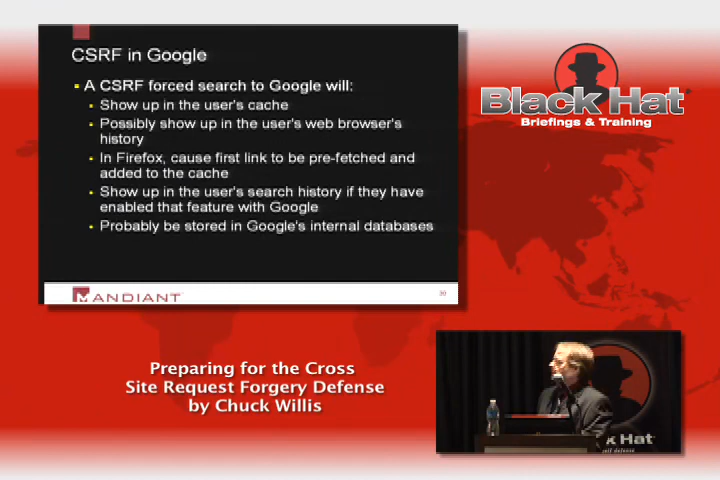 CSRF in Google
A CSRF forced search to Google will:
Show up in the user's cache
Possibly show up in the user's web browser's
history
In Firefox, cause first link to be pre-fetched and
added to the cache
Show up in the user's search history if they have
enabled that feature with Google
Probably be stored in Google's internal databases
MANDIANT
30
Black Hat
Briefings & Training
Preparing for the Cross
Site Request Forgery Defense
by Chuck Willis
k Hat